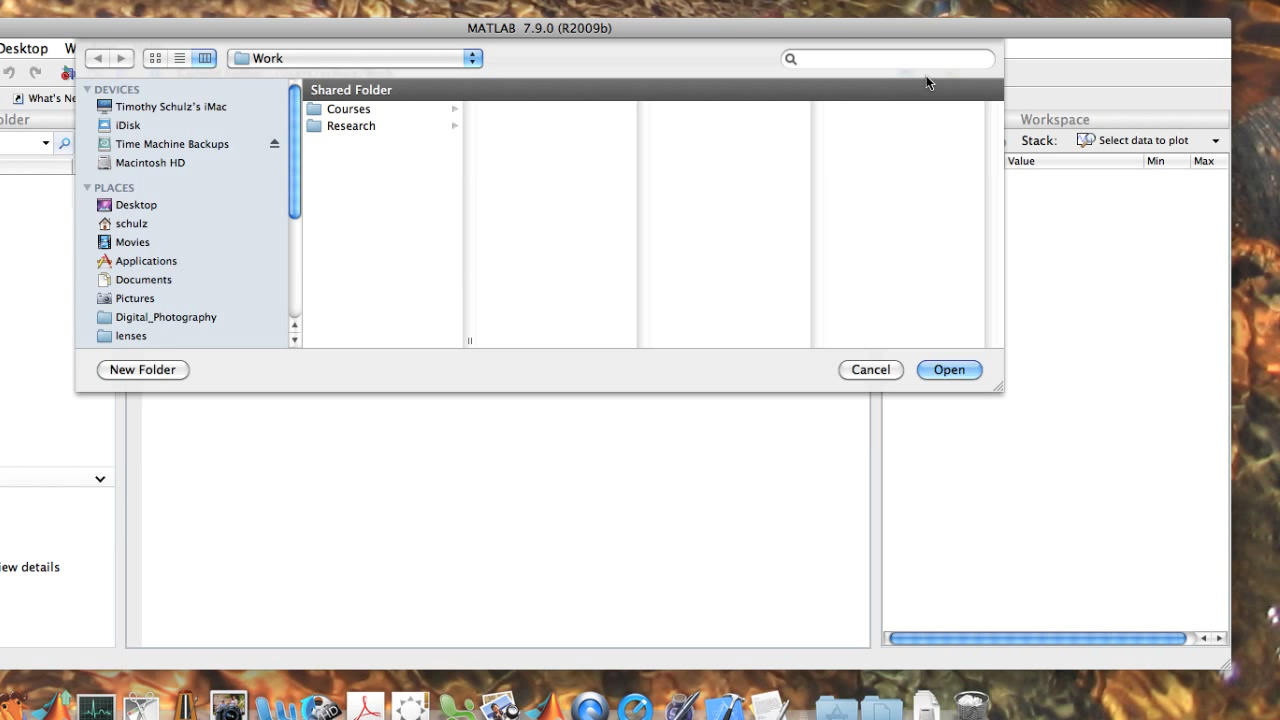 MATLAB 7.9.0 (R2009b)
Desktop W
Work
What's Ne
DEVICES
Timothy Schulz's iMac
iDisk
Time Machine Backups
Macintosh HD
PLACES
Desktop
schulz
Movies
Applications
Documents
Pictures
Digital_Photography
lenses
Shared Folder
Courses
Research
New Folder
Cancel
Open
older
Workspace
Stack: Select data to plot
Value Min Max
iew details